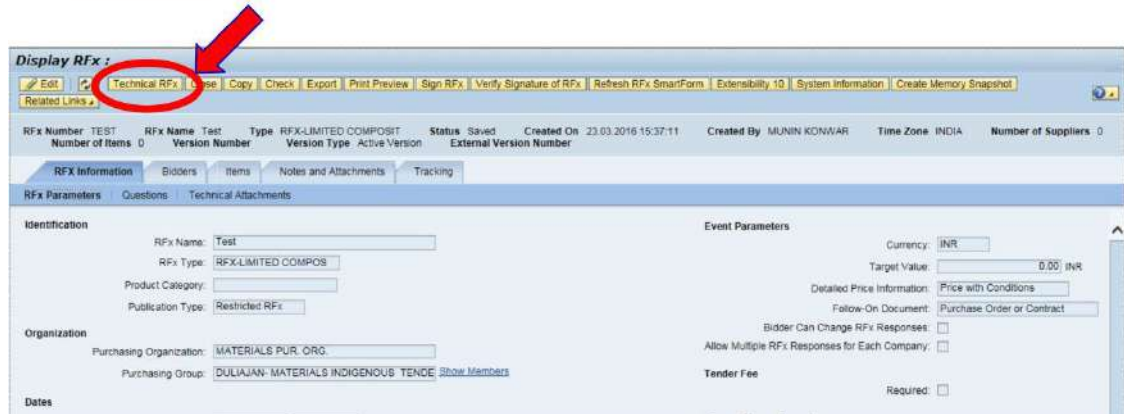 Display RFx :
Edit Technical RFx Close Copy Check Export Print Preview Sign RFx Verify Signature of RFx Refresh RFx SmartForm Extensibility 10 System Information Create Memory Snapshot
Related Links
RFx Number TEST RFx Name Test Type RFX-LIMITED COMPOSIT Status Saved Created On 23.03.2016 15:37:11 Created By MUNIN KONWAR Time Zone INDIA Number of Suppliers 0
Number of Items 0 Version Number Version Type Active Version External Version Number
RFX Information Bidders Items Notes and Attachments Tracking
RFx Parameters Questions Technical Attachments
Identification Event Parameters
RFx Name: Test Currency: INR
RFx Type: RFX-LIMITED COMPOS Target Value: 0.00 INR
Product Category: Detailed Price Information: Price with Conditions
Publication Type: Restricted RFx Follow-On Document: Purchase Order or Contract
Organization Bidder Can Change RFx Responses:
Purchasing Organization: MATERIALS PUR. ORG. Allow Multiple RFx Responses for Each Company:
Purchasing Group: DULIAJAN- MATERIALS INDIGENOUS TENDE Show Members Tender Fee
Required:
Dates